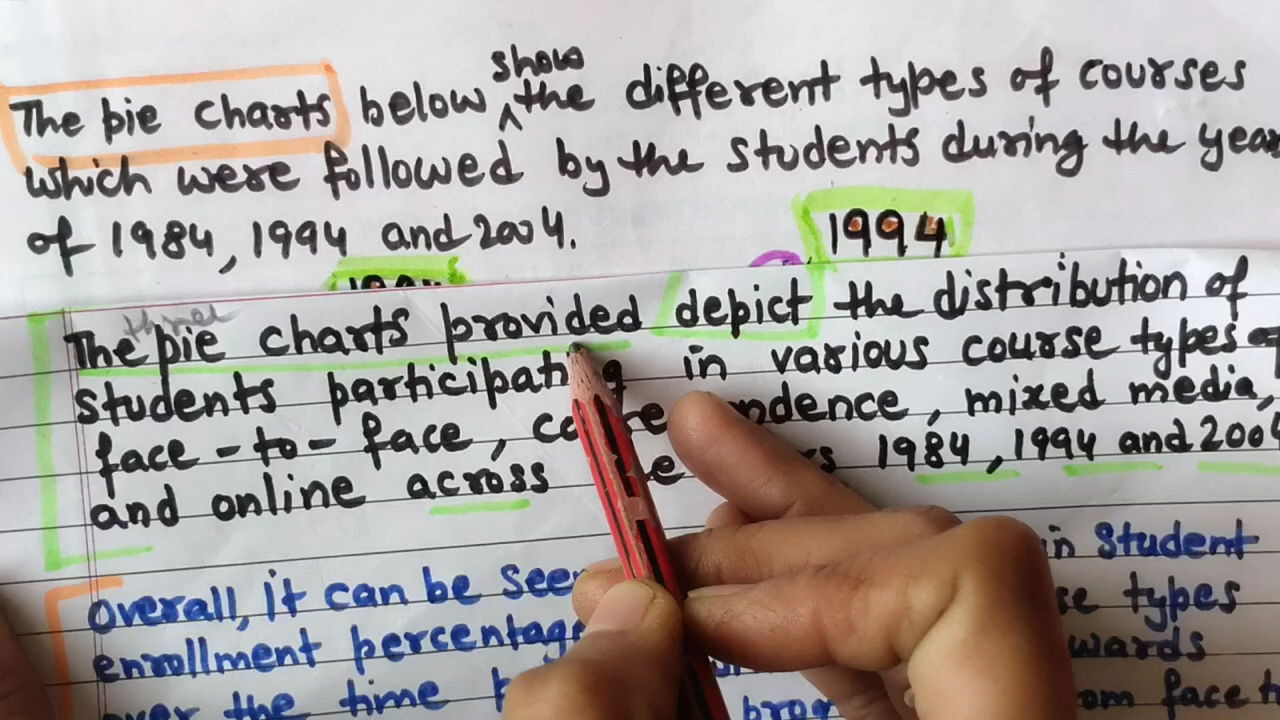 show
The pie charts below ^ the different types of courses
which were followed by the students during the year
of 1984, 1994 and 2004.
1994
three
The pie charts provided depict the distribution of
students in various course types
face-to-face, mixed media,
and online across 1984, 1994 and 2004
Overall, it can be seen in student
enrollment types
over the time